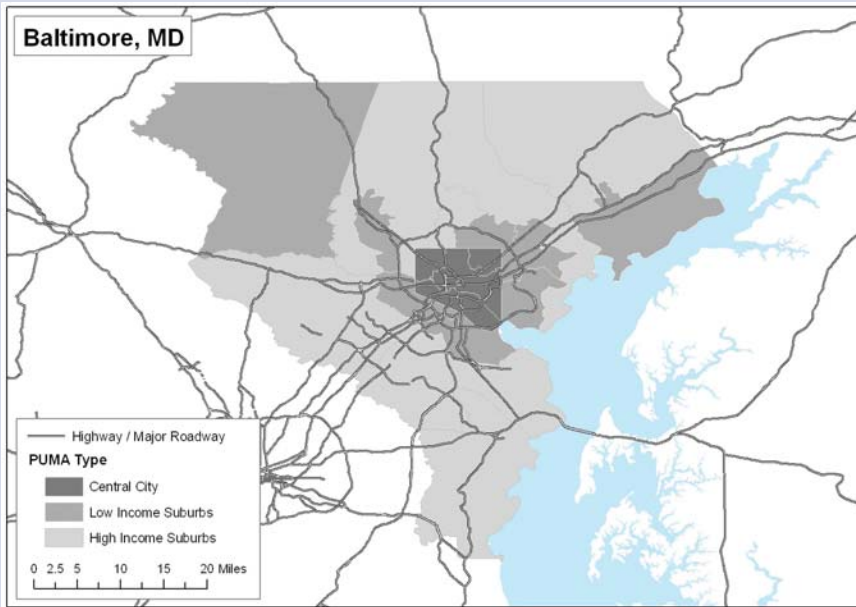 Baltimore, MD
Highway / Major Roadway
PUMA Type
Central City
Low Income Suburbs
High Income Suburbs
0 2.5 5 10 15 20 Miles